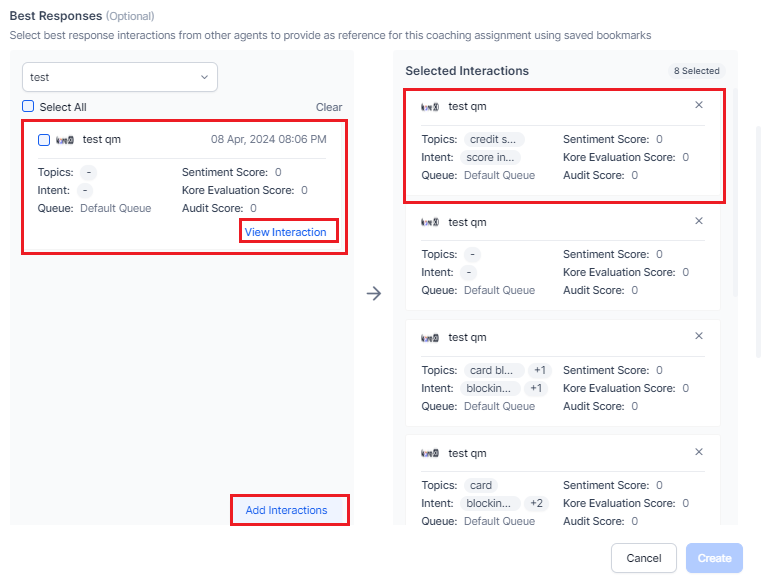 Best Responses (Optional)
Select best response interactions from other agents to provide as reference for this coaching assignment using saved bookmarks
test
Select All
Clear
test qm
08 Apr, 2024 08:06 PM
Topics: -
Sentiment Score: 0
Intent: -
Kore Evaluation Score: 0
Queue: Default Queue
Audit Score: 0
View Interaction
Add Interactions
Selected Interactions
8 Selected
test qm
Topics: credit s...
Sentiment Score: 0
Intent: score in...
Kore Evaluation Score: 0
Queue: Default Queue
Audit Score: 0
test qm
Topics: -
Sentiment Score: 0
Intent: -
Kore Evaluation Score: 0
Queue: Default Queue
Audit Score: 0
test qm
Topics: card bl... +1
Sentiment Score: 0
Intent: blockin... +1
Kore Evaluation Score: 0
Queue: Default Queue
Audit Score: 0
test qm
Topics: card
Sentiment Score: 0
Intent: blockin... +2
Kore Evaluation Score: 0
Queue: Default Queue
Audit Score: 0
Cancel
Create